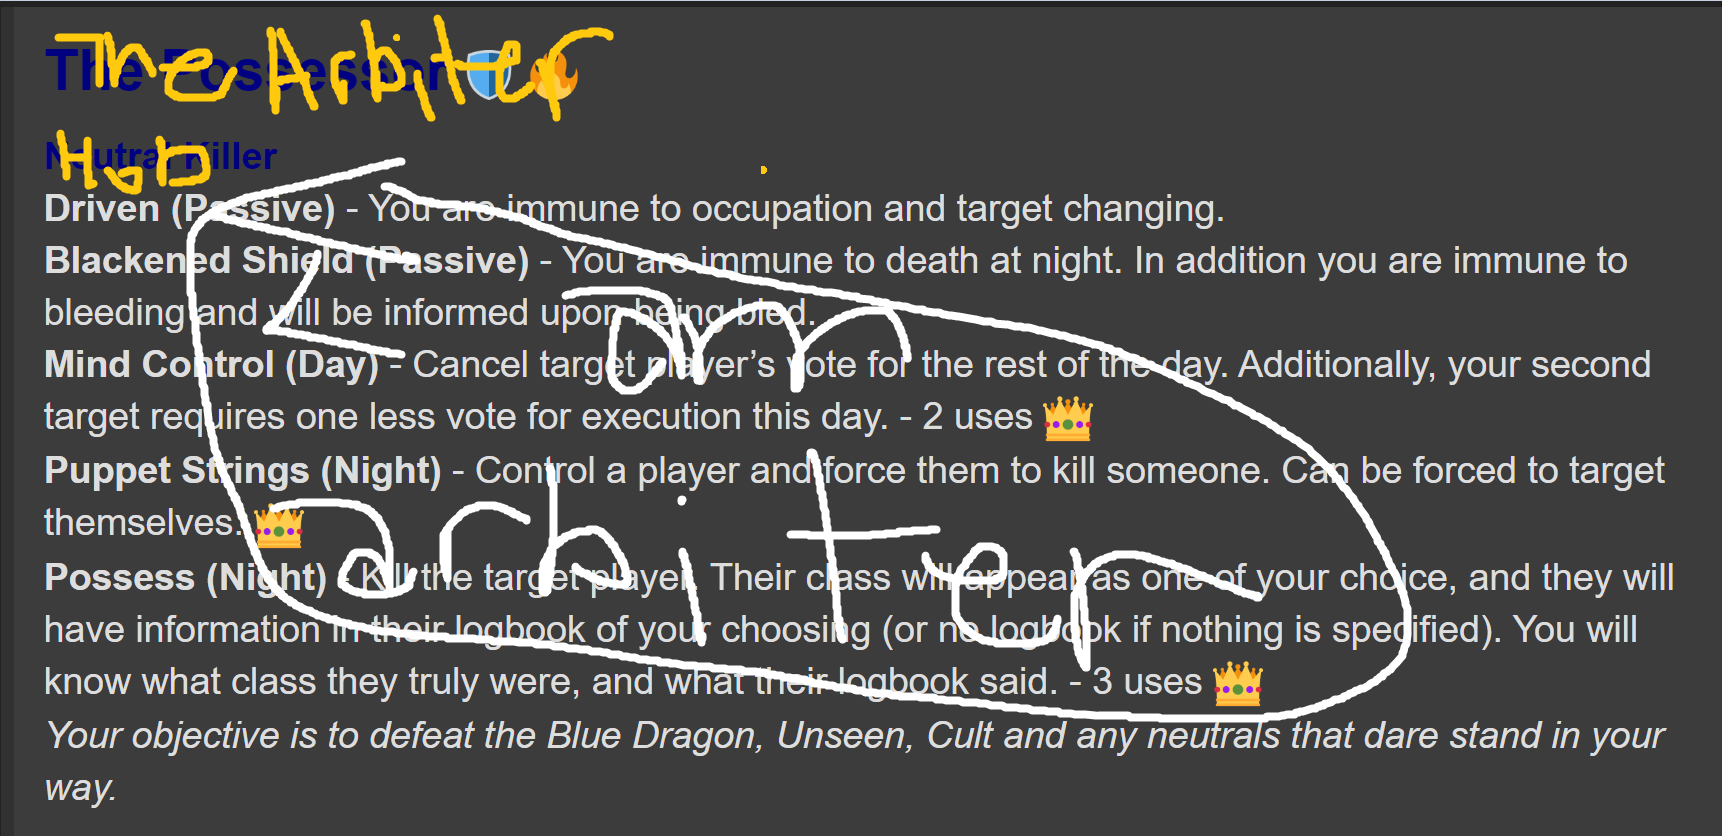 The Possessor 🛡️🔥
The Arbiter
Neutral Killer
HoD
Driven (Passive) - You are immune to occupation and target changing.
Blackened Shield (Passive) - You are immune to death at night. In addition you are immune to
bleeding and will be informed upon being bled.
Mind Control (Day) - Cancel target player’s vote for the rest of the day. Additionally, your second
target requires one less vote for execution this day. - 2 uses 👑
Puppet Strings (Night) - Control a player and force them to kill someone. Can be forced to target
themselves. 👑
Possess (Night) - Kill the target player. Their class will appear as one of your choice, and they will
have information in their logbook of your choosing (or no logbook if nothing is specified). You will
know what class they truly were, and what their logbook said. - 3 uses 👑
Your objective is to defeat the Blue Dragon, Unseen, Cult and any neutrals that dare stand in your
way.
I am
arbiter